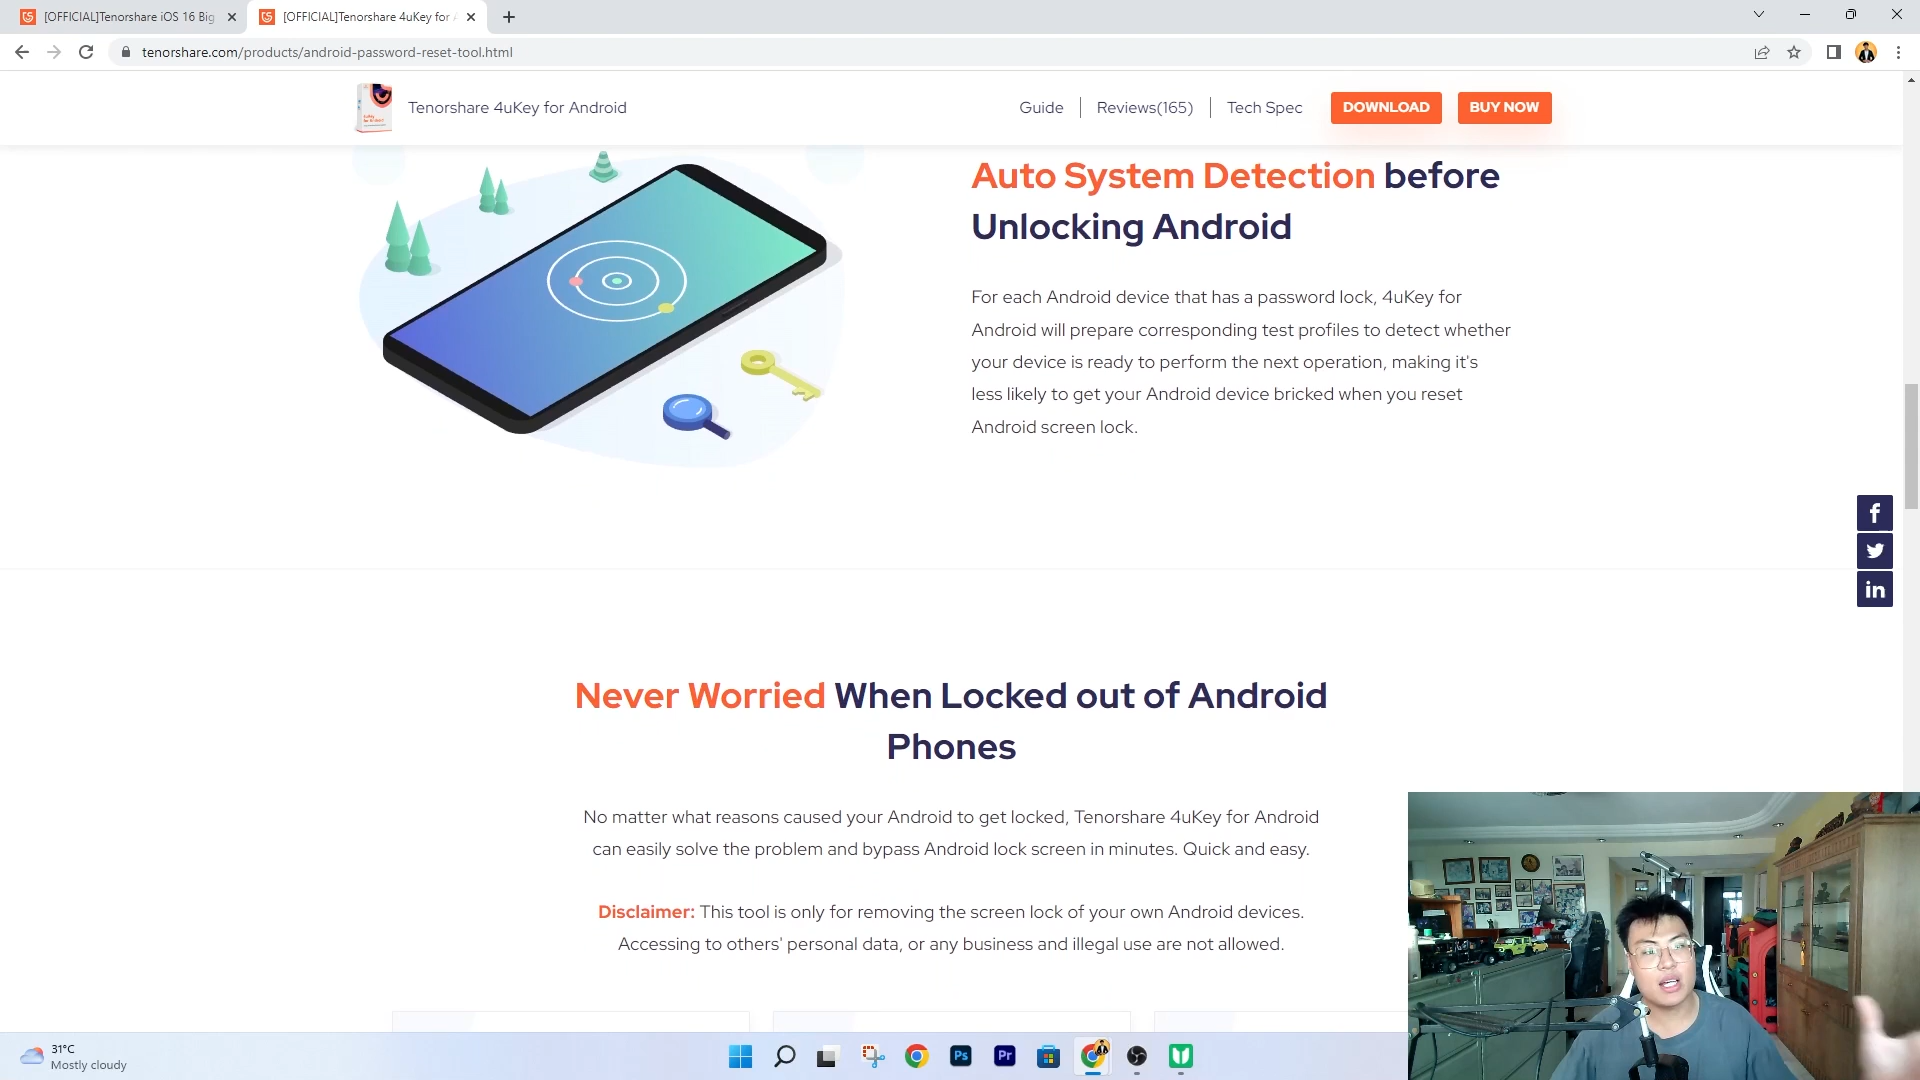 [OFFICIAL]Tenorshare iOS 16 Big
[OFFICIAL]Tenorshare 4uKey for A
tenorshare.com/products/android-password-reset-tool.html
Tenorshare 4uKey for Android
Guide
Reviews(165)
Tech Spec
DOWNLOAD
BUY NOW
Auto System Detection before
Unlocking Android
For each Android device that has a password lock, 4uKey for
Android will prepare corresponding test profiles to detect whether
your device is ready to perform the next operation, making it's
less likely to get your Android device bricked when you reset
Android screen lock.
f
in
Never Worried When Locked out of Android
Phones
No matter what reasons caused your Android to get locked, Tenorshare 4uKey for Android
can easily solve the problem and bypass Android lock screen in minutes. Quick and easy.
Disclaimer: This tool is only for removing the screen lock of your own Android devices.
Accessing to others' personal data, or any business and illegal use are not allowed.
31°C
Mostly cloudy
Ps
Pr